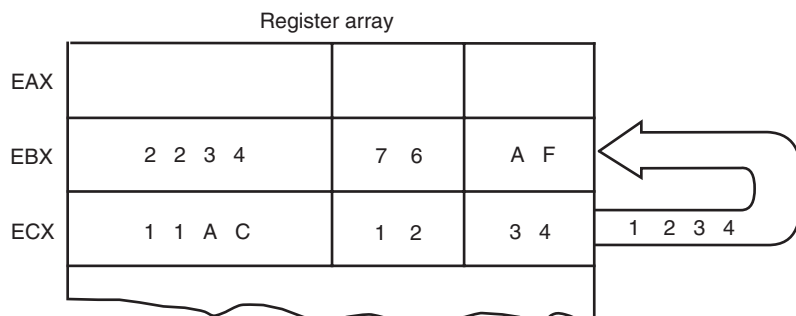 Register array
EAX
EBX 2 2 3 4 7 6 A F
ECX 1 1 A C 1 2 3 4 1 2 3 4